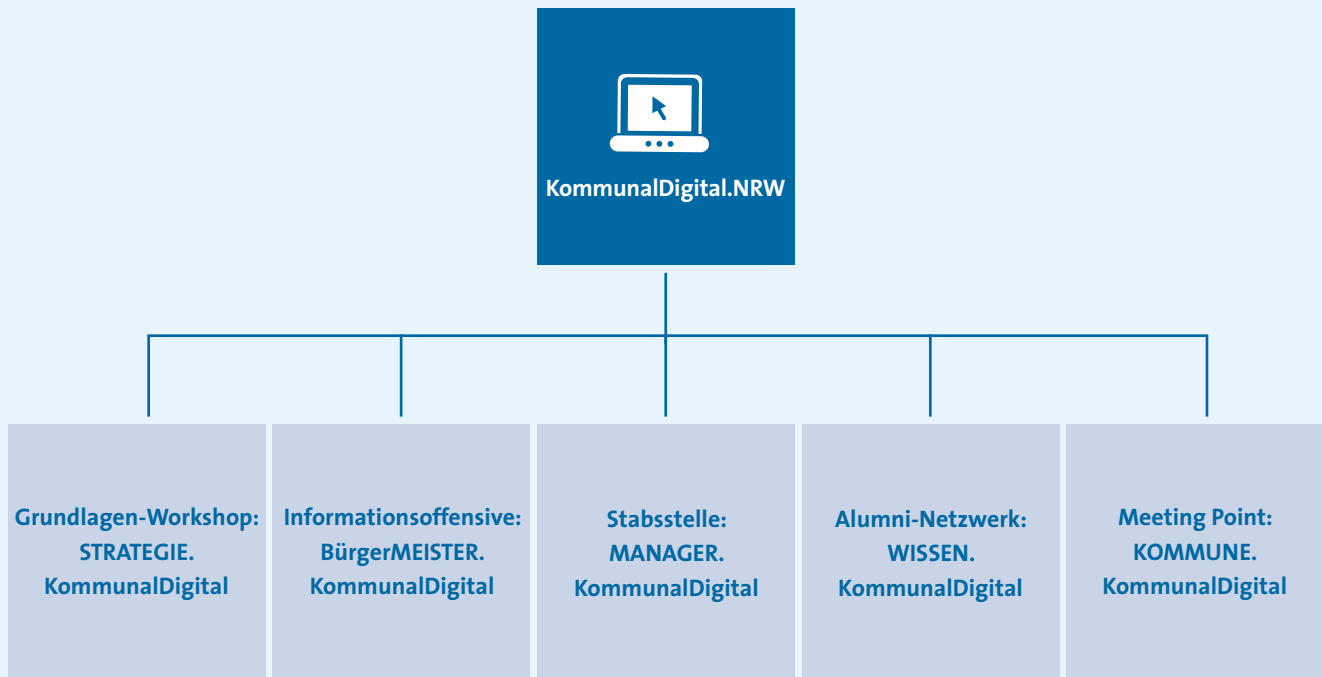 KommunalDigital.NRW
Grundlagen-Workshop:
STRATEGIE.
KommunalDigital
Informationsoffensive:
BürgerMEISTER.
KommunalDigital
Stabsstelle:
MANAGER.
KommunalDigital
Alumni-Netzwerk:
WISSEN.
KommunalDigital
Meeting Point:
KOMMUNE.
KommunalDigital